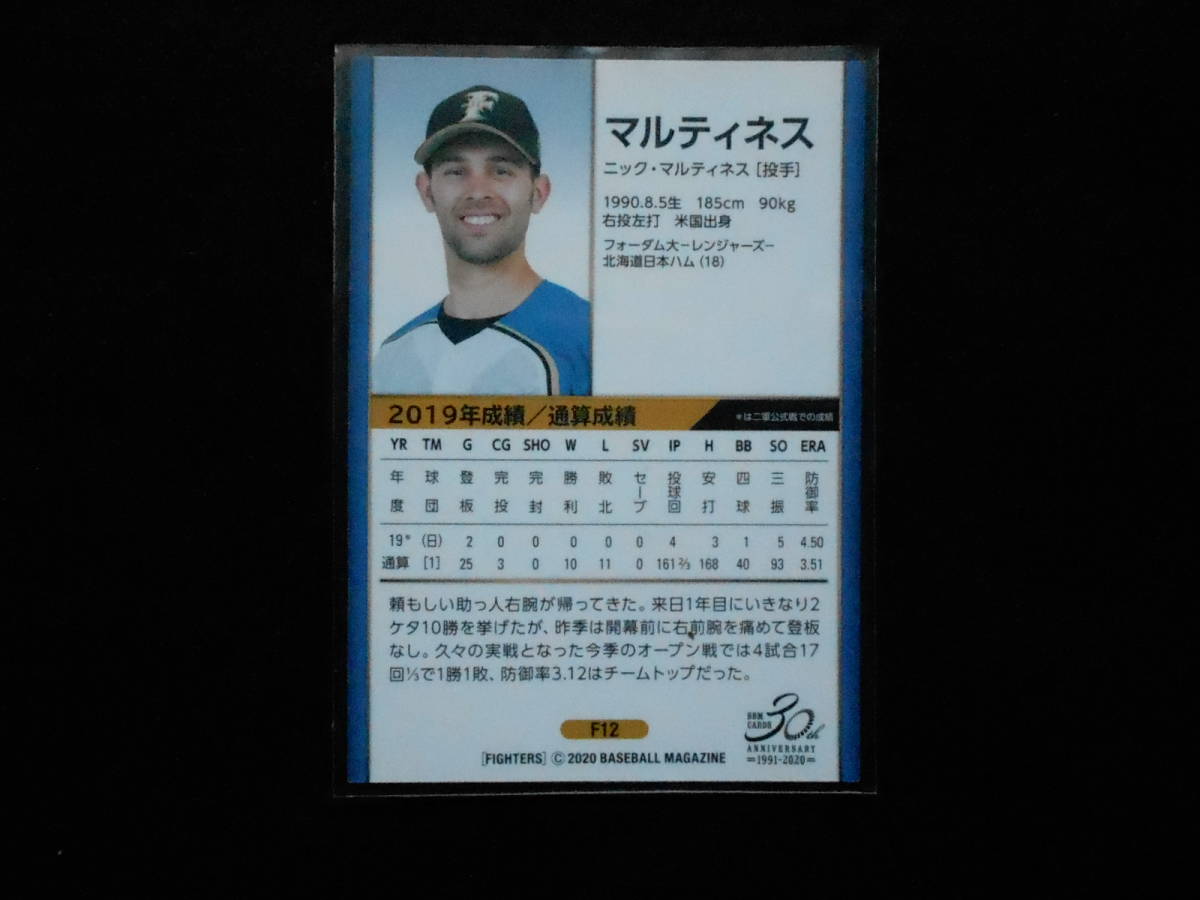 F
マルティネス
ニック・マルティネス [投手]
1990.8.5生 185cm 90kg
右投左打 米国出身
フォーダム大−レンジャーズ−
北海道日本ハム (18)
2019年成績／通算成績
*は二軍公式戦での成績
YR TM G CG SHO W L SV IP H BB SO ERA
年度 球団 登板 完投 完封 勝利 敗北 セーブ 投球回 安打 四球 三振 防御率
19* (日) 2 0 0 0 0 0 4 3 1 5 4.50
通算 [1] 25 3 0 10 11 0 161 2/3 168 40 93 3.51
頼もしい助っ人右腕が帰ってきた。来日1年目にいきなり2
ケタ10勝を挙げたが、昨季は開幕前に右前腕を痛めて登板
なし。久々の実戦となった今季のオープン戦では4試合17
回⅓で1勝1敗、防御率3.12はチームトップだった。
F12
BBM CARDS 30th
ANNIVERSARY
=1991-2020=
[FIGHTERS] © 2020 BASEBALL MAGAZINE